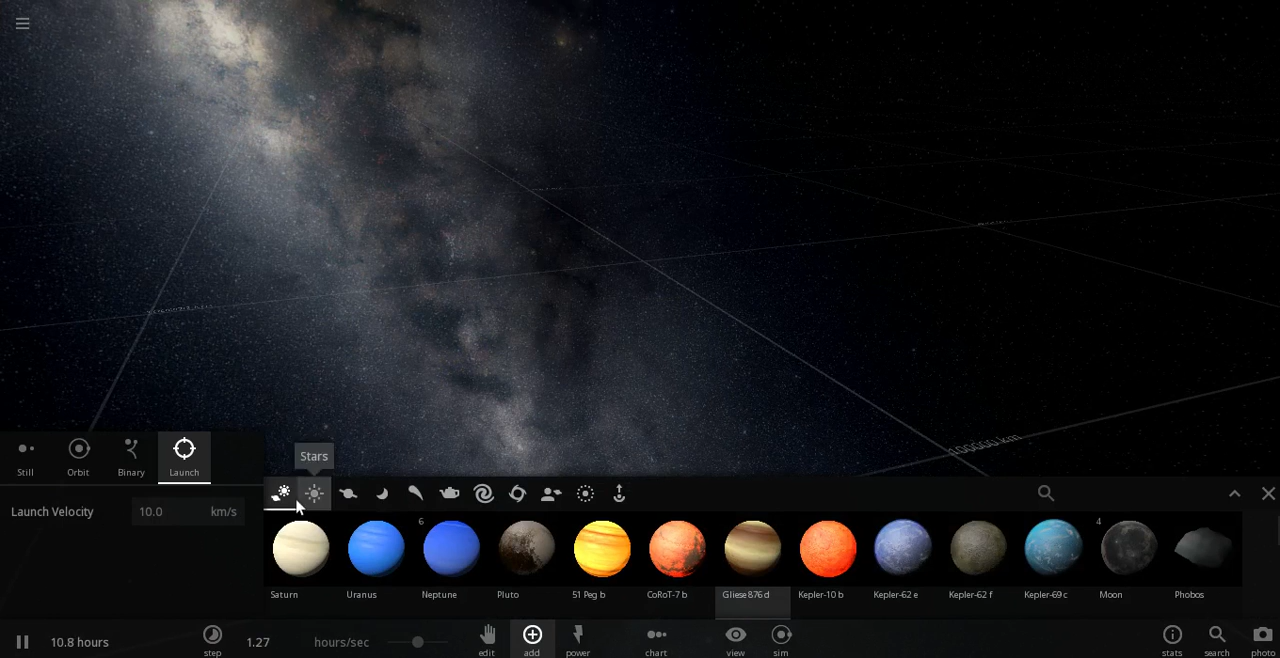 100000 km
Stars
Still
Orbit
Binary
Launch
Launch Velocity
10.0
km/s
6
4
Saturn
Uranus
Neptune
Pluto
51 Peg b
CoRoT-7 b
Gliese 876 d
Kepler-10 b
Kepler-62 e
Kepler-62 f
Kepler-69 c
Moon
Phobos
10.8 hours
step
1.27
hours/sec
edit
add
power
chart
view
sim
stats
search
photo